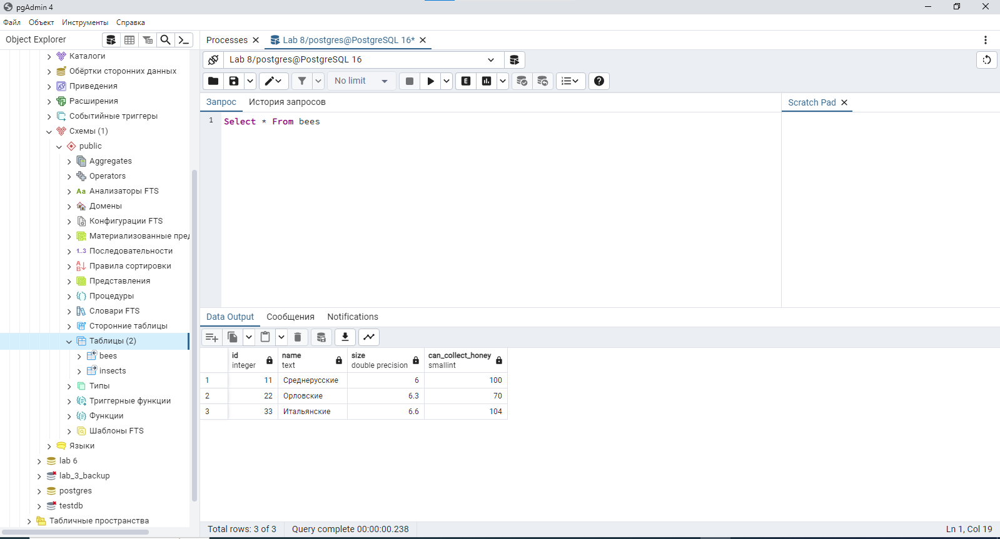 pgAdmin 4
Файл Объект Инструменты Справка
Object Explorer
Processes
Lab 8/postgres@PostgreSQL 16*
Каталоги
Обёртки сторонних данных
Приведения
Расширения
Событийные триггеры
Схемы (1)
public
Aggregates
Operators
Aa Анализаторы FTS
Домены
Конфигурации FTS
Материализованные пред
1..3 Последовательности
Правила сортировки
Представления
Процедуры
Словари FTS
Сторонние таблицы
Таблицы (2)
bees
insects
Типы
Триггерные функции
Функции
Шаблоны FTS
Языки
lab 6
lab_3_backup
postgres
testdb
Табличные пространства
Lab 8/postgres@PostgreSQL 16
No limit
E
Запрос История запросов
Scratch Pad
1 Select * From bees
Data Output Сообщения Notifications
id name size can_collect_honey
integer text double precision smallint
1 11 Среднерусские 6 100
2 22 Орловские 6.3 70
3 33 Итальянские 6.6 104
Total rows: 3 of 3 Query complete 00:00:00.238 Ln 1, Col 19